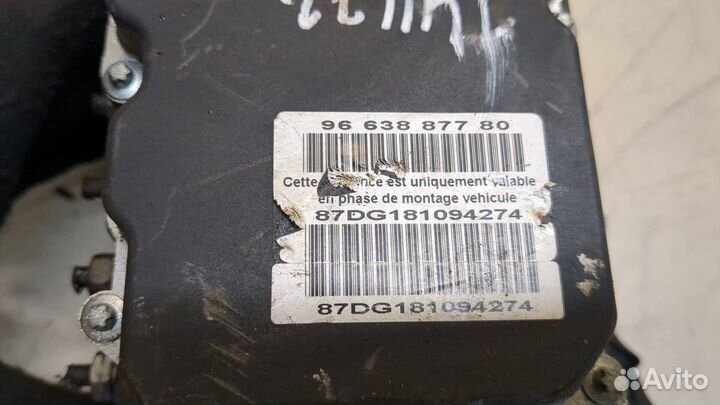 96 638 877 80
Cette est uniquement valable
en phase de montage vehicule
87DG181094274
87DG181094274
Avito